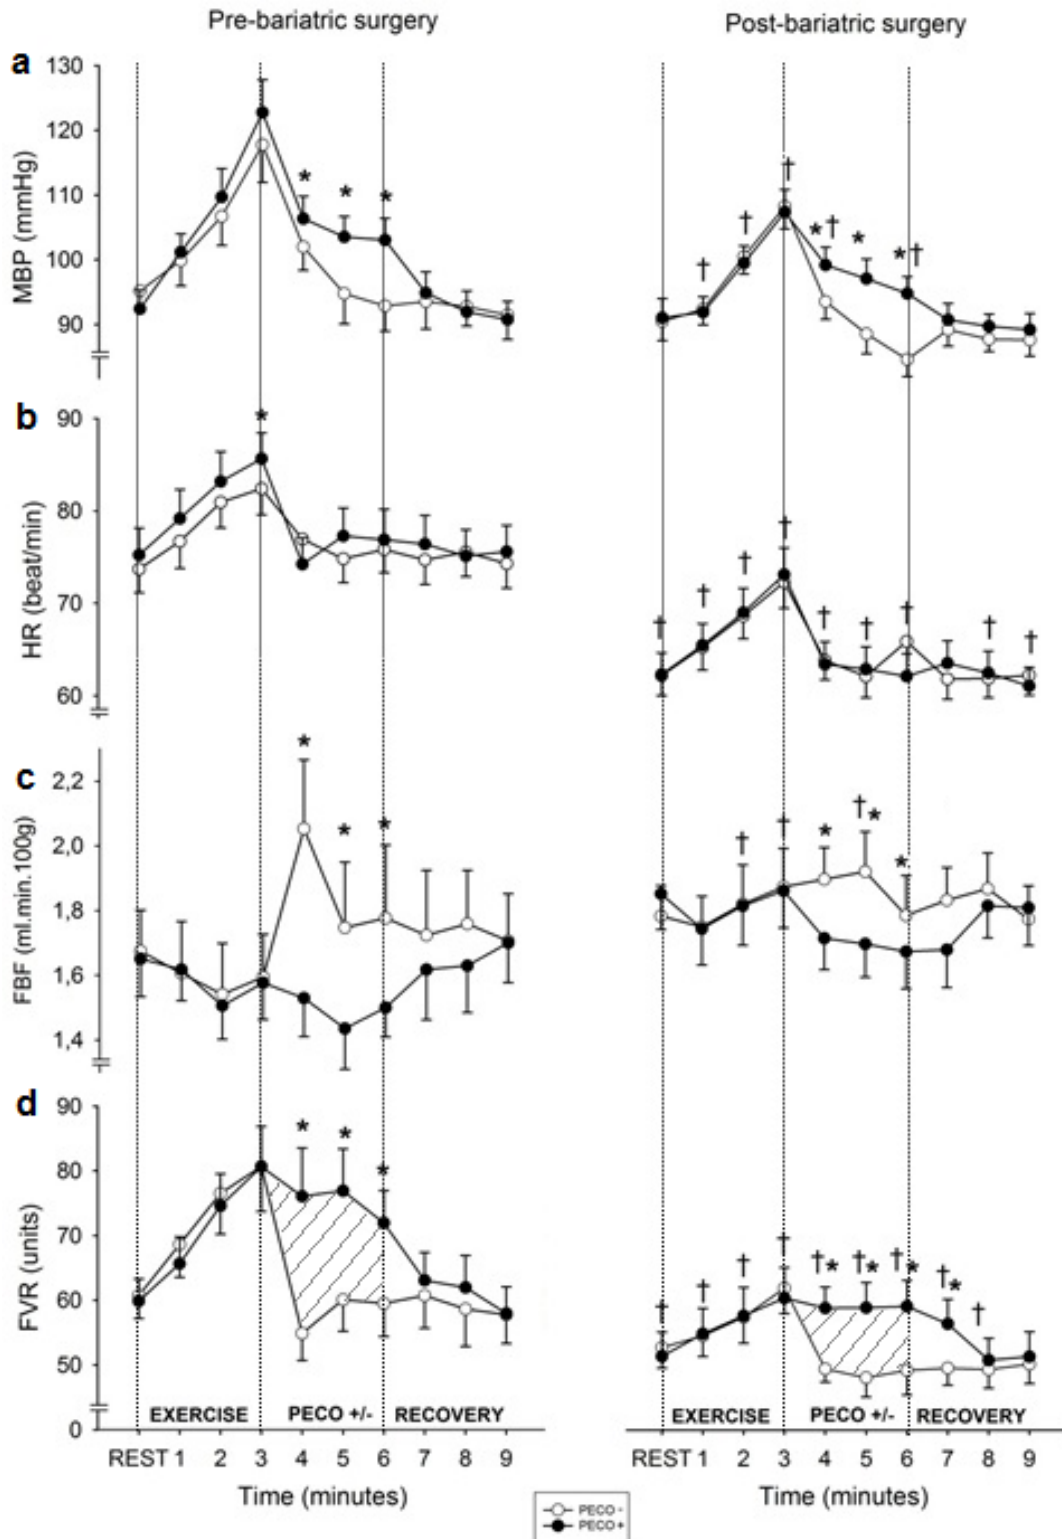 Pre-bariatric surgery
Post-bariatric surgery
a
130
120
110
100
90
MBP (mmHg)
* * *
† † † *† * *†
b
90
80
70
60
HR (beat/min)
*
† † † † † † † † †
c
2,2
2,0
1,8
1,6
1,4
FBF (ml.min.100g)
* * *
† † * †* *
d
90
80
70
60
50
0
FVR (units)
* * *
† † † † †* †* †* †* †
EXERCISE PECO +/- RECOVERY
EXERCISE PECO +/- RECOVERY
REST 1 2 3 4 5 6 7 8 9
REST 1 2 3 4 5 6 7 8 9
Time (minutes)
Time (minutes)
PECO -
PECO +